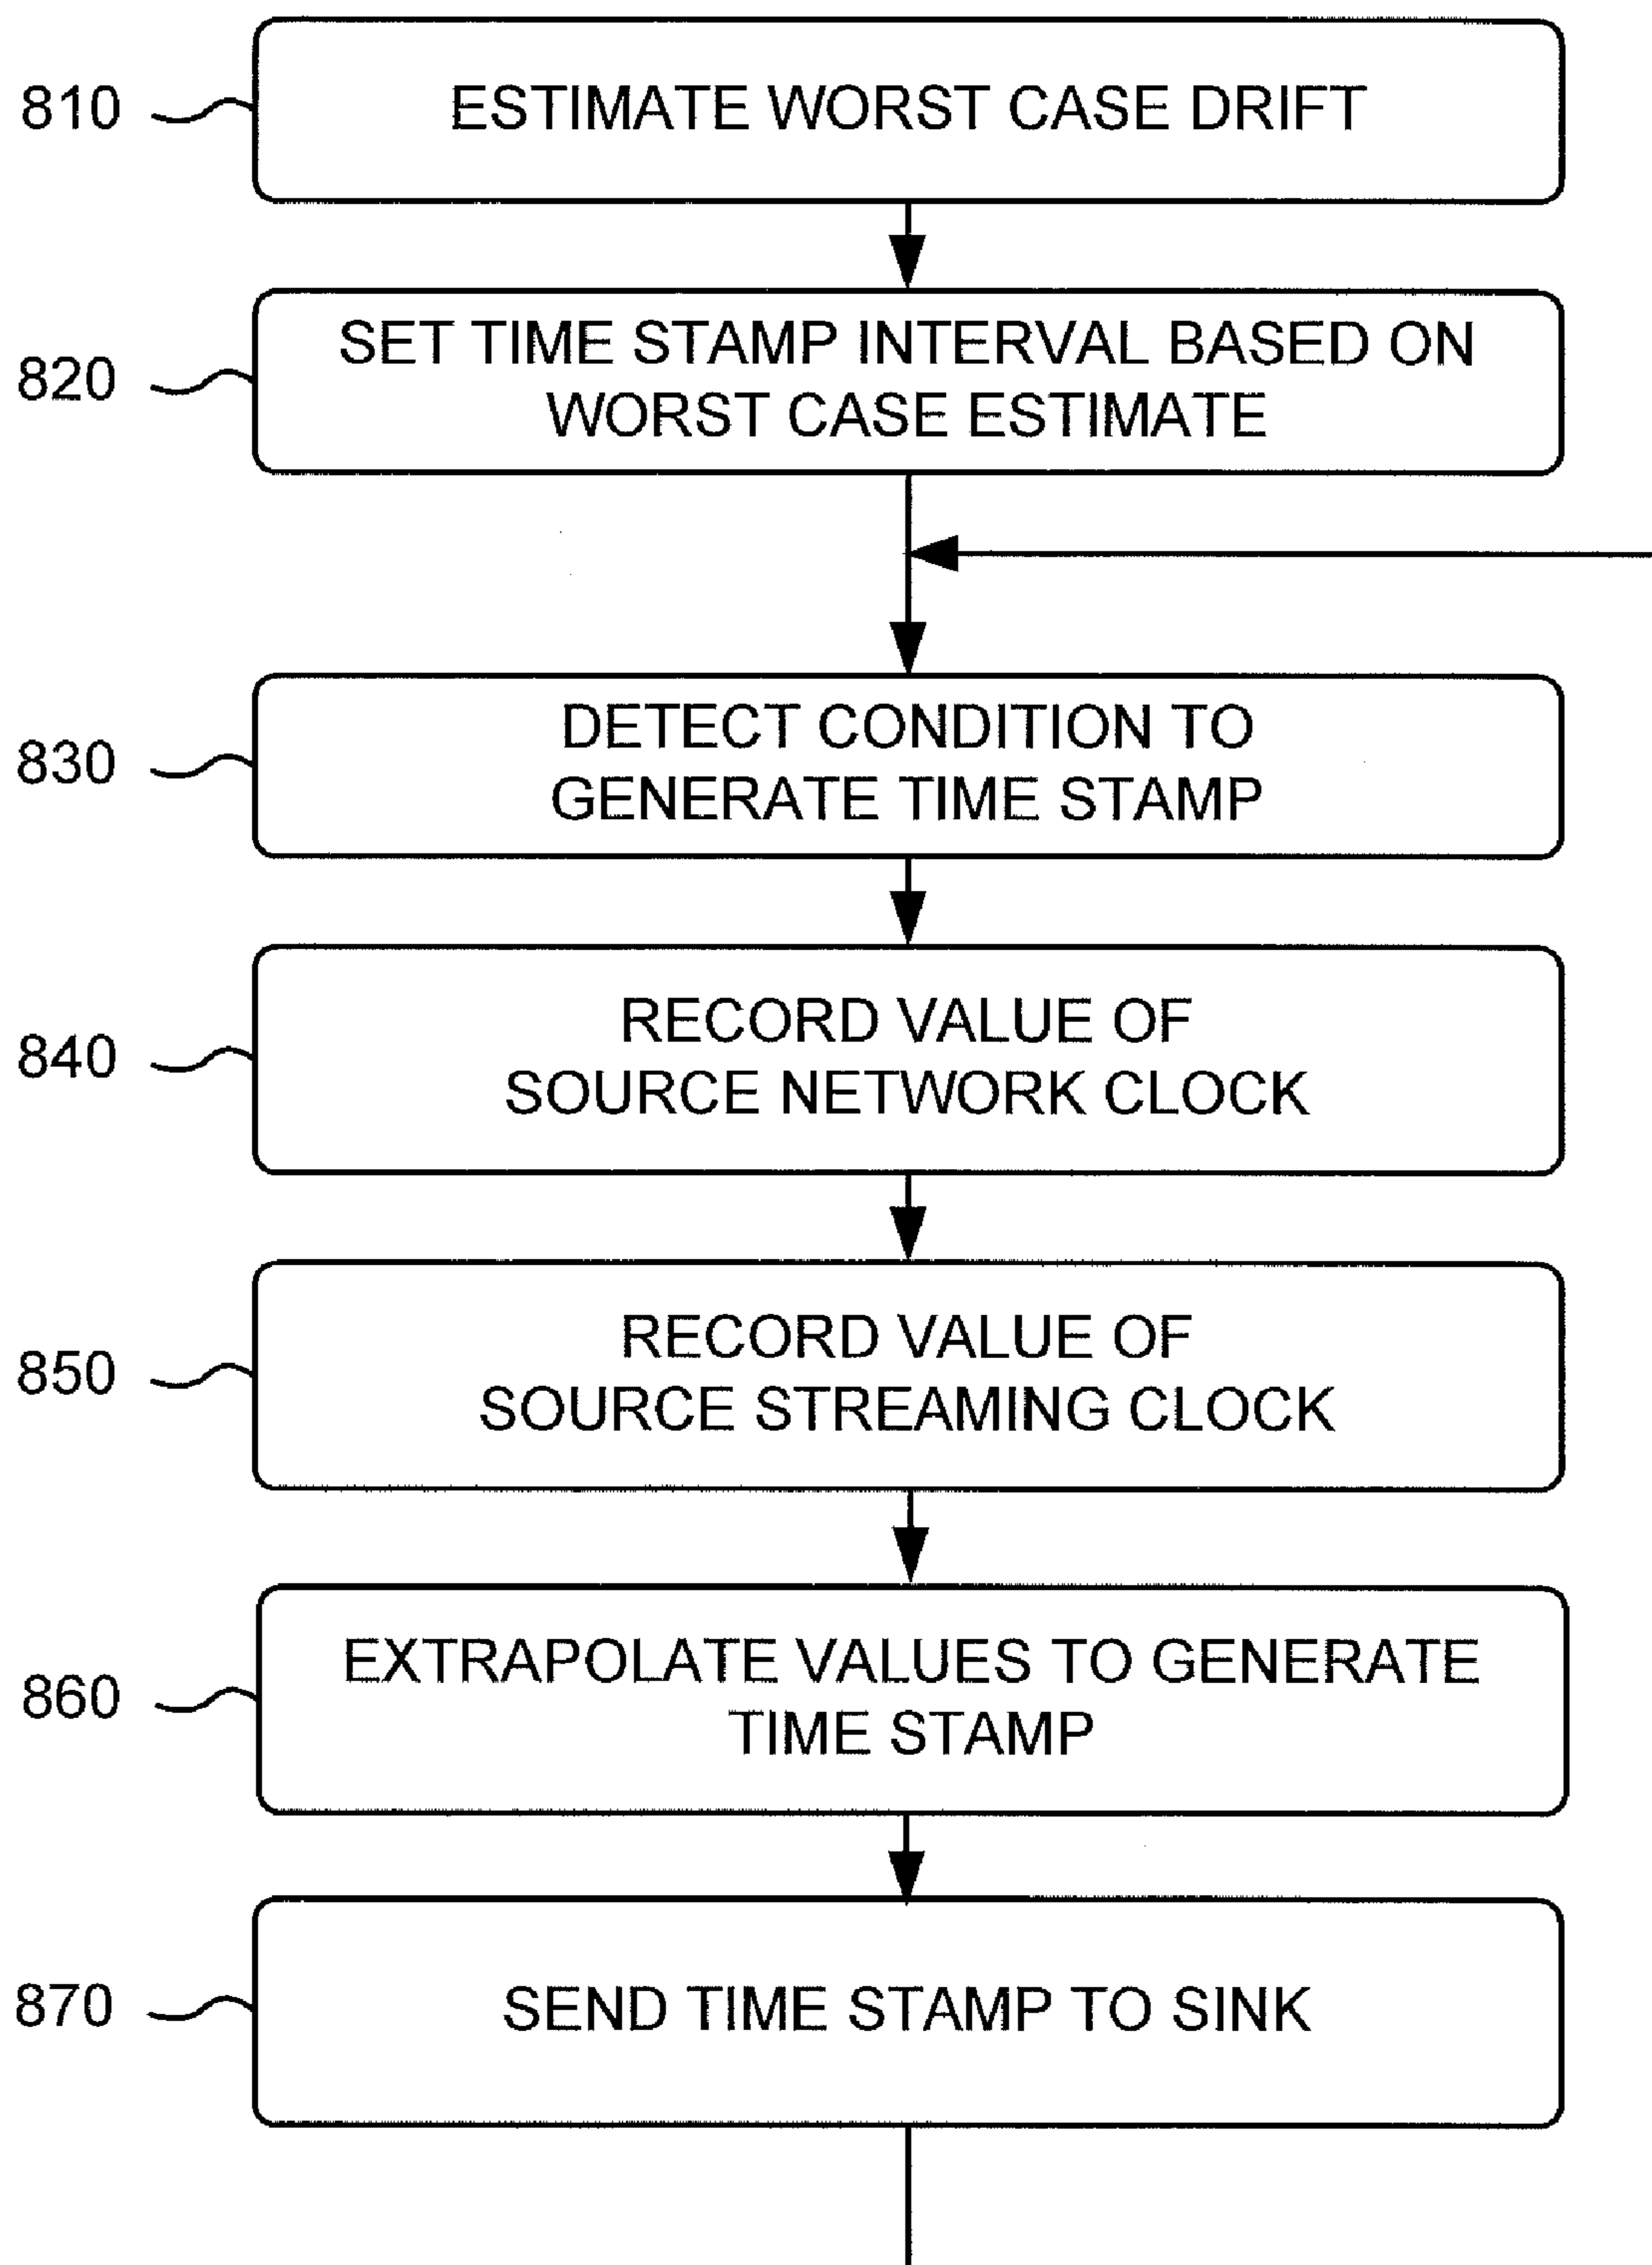 810
ESTIMATE WORST CASE DRIFT
820
SET TIME STAMP INTERVAL BASED ON
WORST CASE ESTIMATE
830
DETECT CONDITION TO
GENERATE TIME STAMP
840
RECORD VALUE OF
SOURCE NETWORK CLOCK
850
RECORD VALUE OF
SOURCE STREAMING CLOCK
860
EXTRAPOLATE VALUES TO GENERATE
TIME STAMP
870
SEND TIME STAMP TO SINK